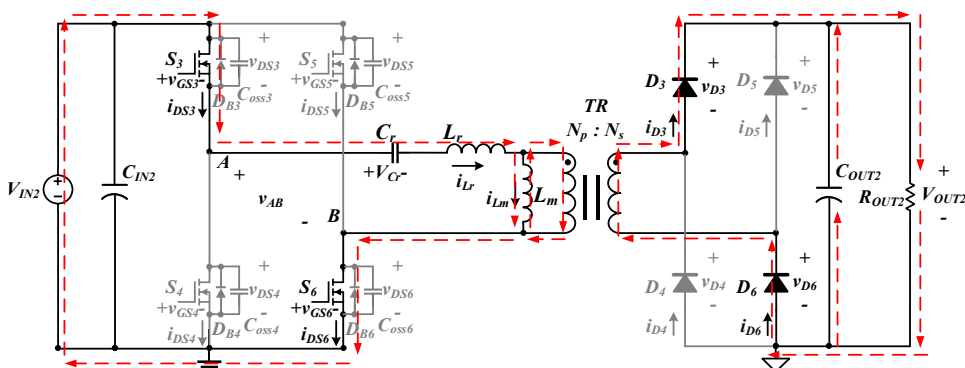 S3
+vGS3-
iDS3
DB3
Coss3
+
vDS3
-
S5
+vGS5-
iDS5
DB5
Coss5
+
vDS5
-
VIN2
+
-
CIN2
A
+
vAB
-
B
Cr
+VCr-
Lr
iLr
iLm
Lm
TR
Np : Ns
S4
+vGS4-
iDS4
DB4
Coss4
+
vDS4
-
S6
+vGS6-
iDS6
DB6
Coss6
+
vDS6
-
D3
iD3
+
vD3
-
D5
iD5
+
vD5
-
D4
iD4
+
vD4
-
D6
iD6
+
vD6
-
COUT2
ROUT2
+
VOUT2
-